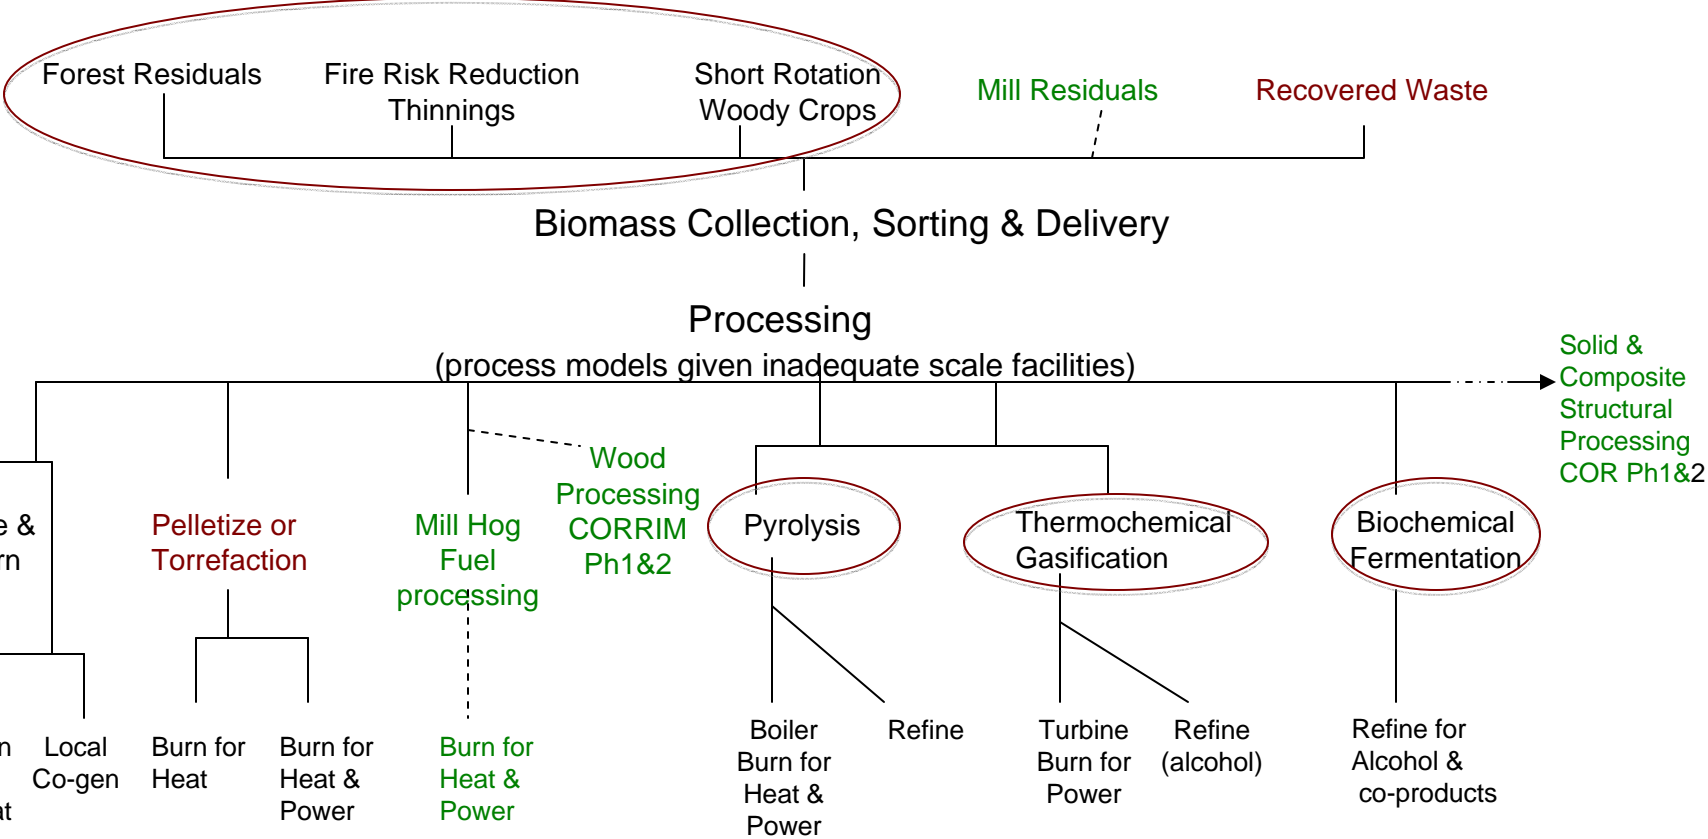 Forest Residuals
Fire Risk Reduction
Thinnings
Short Rotation
Woody Crops
Mill Residuals
Recovered Waste
Biomass Collection, Sorting & Delivery
Processing
(process models given inadequate scale facilities)
Solid &
Composite
Structural
Processing
COR Ph1&2
&
Pelletize or
Torrefaction
Mill Hog
Fuel
processing
Wood
Processing
CORRIM
Ph1&2
Pyrolysis
Thermochemical
Gasification
Biochemical
Fermentation
Local
Co-gen
Burn for
Heat
Burn for
Heat &
Power
Burn for
Heat &
Power
Boiler
Burn for
Heat &
Power
Refine
Turbine
Burn for
Power
Refine
(alcohol)
Refine for
Alcohol &
co-products